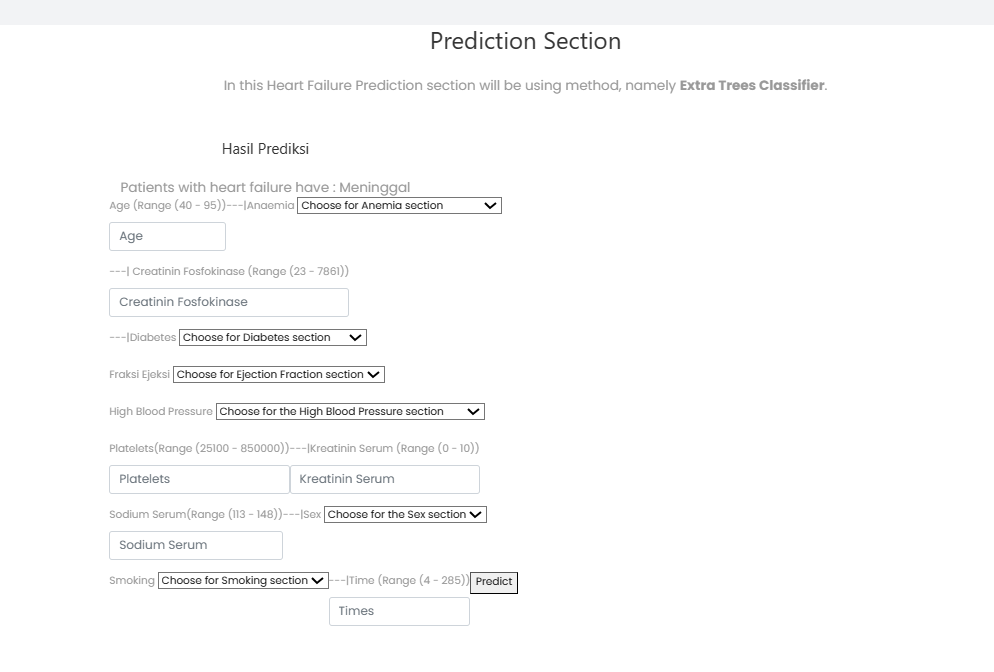 Prediction Section
In this Heart Failure Prediction section will be using method, namely Extra Trees Classifier.
Hasil Prediksi
Patients with heart failure have : Meninggal
Age (Range (40 - 95))---|Anaemia Choose for Anemia section
Age
---| Creatinin Fosfokinase (Range (23 - 7861))
Creatinin Fosfokinase
---|Diabetes Choose for Diabetes section
Fraksi Ejeksi Choose for Ejection Fraction section
High Blood Pressure Choose for the High Blood Pressure section
Platelets(Range (25100 - 850000))---|Kreatinin Serum (Range (0 - 10))
Platelets Kreatinin Serum
Sodium Serum(Range (113 - 148))---|Sex Choose for the Sex section
Sodium Serum
Smoking Choose for Smoking section ---|Time (Range (4 - 285)) Predict
Times